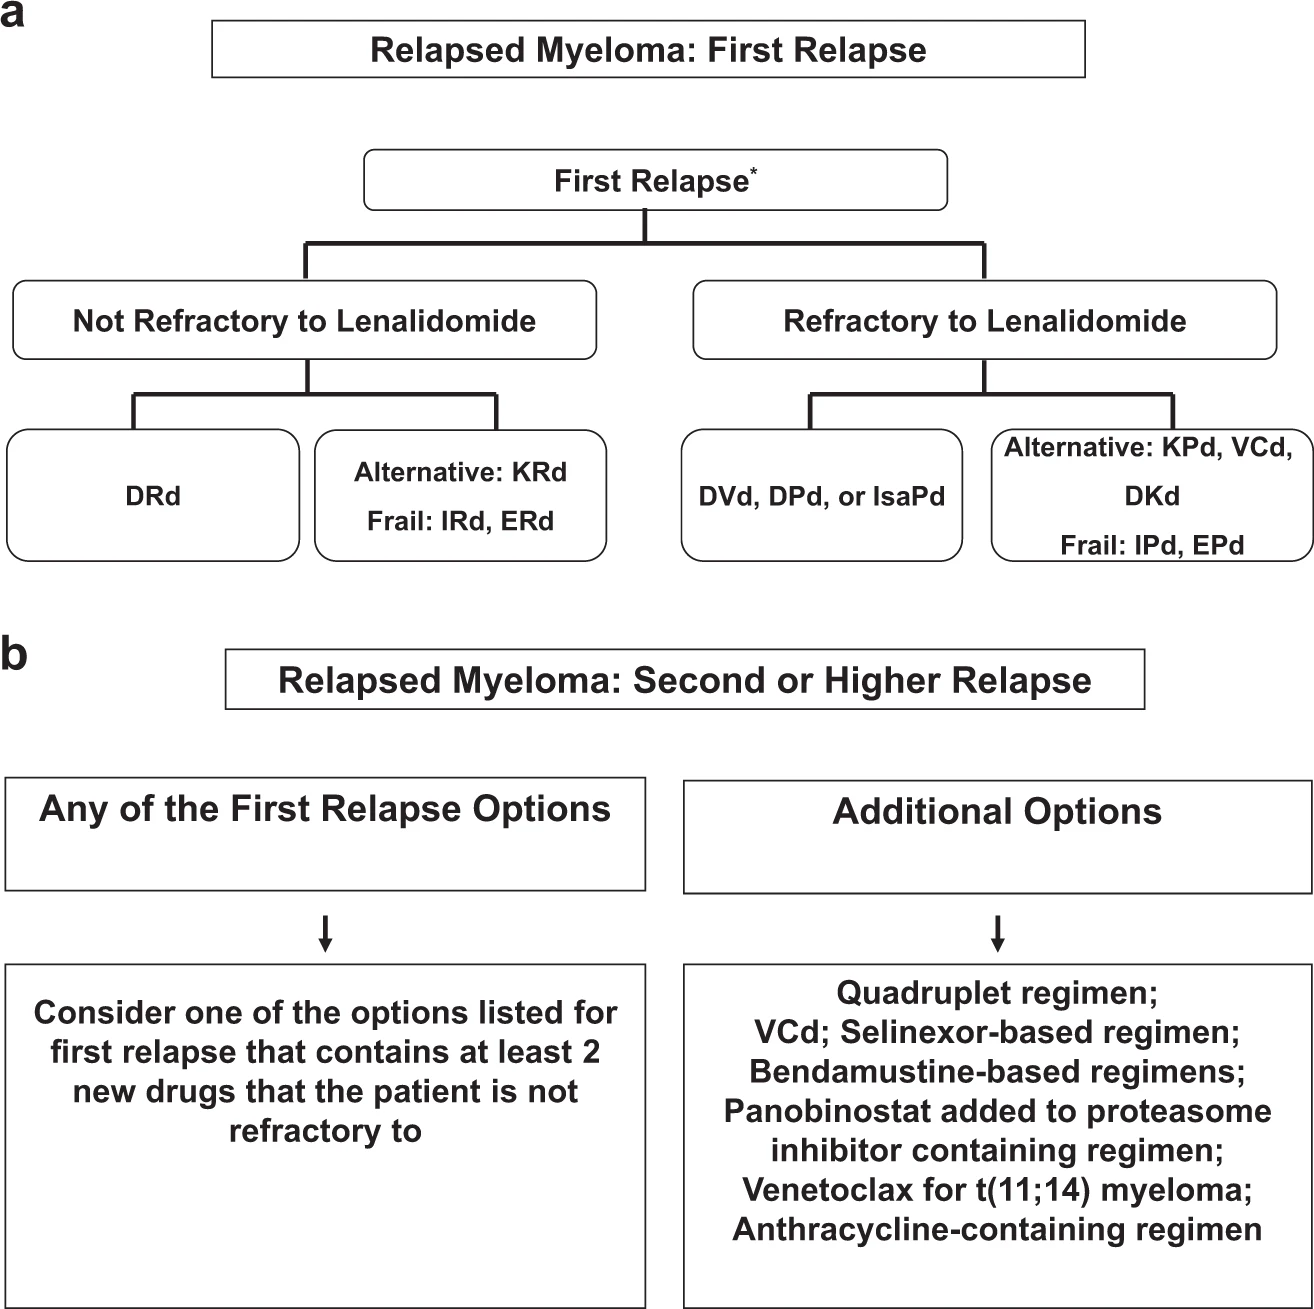 a
Relapsed Myeloma: First Relapse
First Relapse*
Not Refractory to Lenalidomide
Refractory to Lenalidomide
DRd
Alternative: KRd
Frail: IRd, ERd
DVd, DPd, or IsaPd
Alternative: KPd, VCd,
DKd
Frail: IPd, EPd
b
Relapsed Myeloma: Second or Higher Relapse
Any of the First Relapse Options
Additional Options
Consider one of the options listed for
first relapse that contains at least 2
new drugs that the patient is not
refractory to
Quadruplet regimen;
VCd; Selinexor-based regimen;
Bendamustine-based regimens;
Panobinostat added to proteasome
inhibitor containing regimen;
Venetoclax for t(11;14) myeloma;
Anthracycline-containing regimen